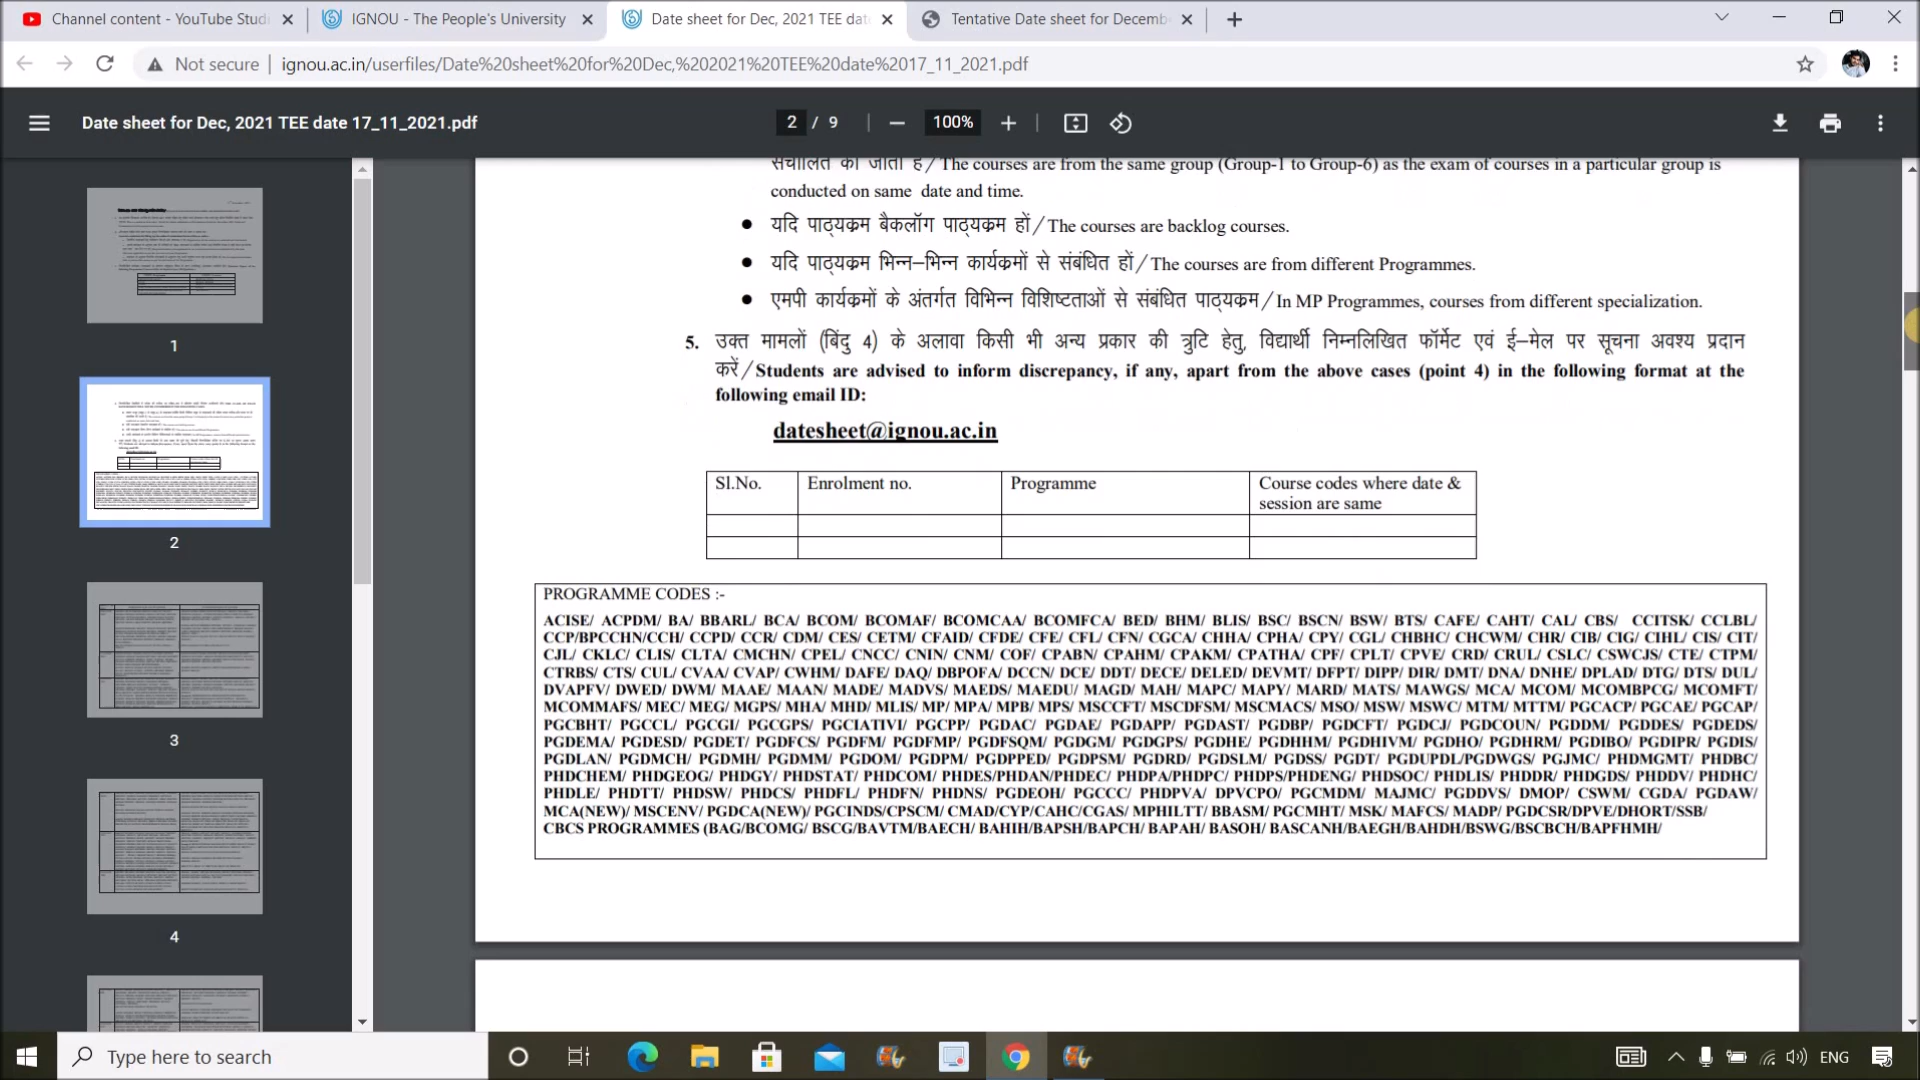 Channel content - YouTube Stud
IGNOU - The People's University
Date sheet for Dec, 2021 TEE dat
Tentative Date sheet for Decemb
Not secure
ignou.ac.in/userfiles/Date%20sheet%20for%20Dec,%202021%20TEE%20date%2017_11_2021.pdf
Date sheet for Dec, 2021 TEE date 17_11_2021.pdf
2 / 9
100%
संचालित की जाती है/The courses are from the same group (Group-1 to Group-6) as the exam of courses in a particular group is
conducted on same date and time.
• यदि पाठ्यक्रम बैकलॉग पाठ्यक्रम हों/The courses are backlog courses.
• यदि पाठ्यक्रम भिन्न–भिन्न कार्यक्रमों से संबंधित हों/The courses are from different Programmes.
• एमपी कार्यक्रमों के अंतर्गत विभिन्न विशिष्टताओं से संबंधित पाठ्यक्रम/In MP Programmes, courses from different specialization.
5. उक्त मामलों (बिंदु 4) के अलावा किसी भी अन्य प्रकार की त्रुटि हेतु, विद्यार्थी निम्नलिखित फॉर्मेट एवं ई–मेल पर सूचना अवश्य प्रदान
करें/Students are advised to inform discrepancy, if any, apart from the above cases (point 4) in the following format at the
following email ID:
datesheet@ignou.ac.in
Sl.No. Enrolment no. Programme Course codes where date &
session are same
PROGRAMME CODES :-
ACISE/ ACPDM/ BA/ BBARL/ BCA/ BCOM/ BCOMAF/ BCOMCAA/ BCOMFCA/ BED/ BHM/ BLIS/ BSC/ BSCN/ BSW/ BTS/ CAFE/ CAHT/ CAL/ CBS/ CCITSK/ CCLBL/
CCP/BPCCHN/CCH/ CCPD/ CCR/ CDM/ CES/ CETM/ CFAID/ CFDE/ CFE/ CFL/ CFN/ CGCA/ CHHA/ CPHA/ CPY/ CGL/ CHBHC/ CHCWM/ CHR/ CIB/ CIG/ CIHL/ CIS/ CIT/
CJL/ CKLC/ CLIS/ CLTA/ CMCHN/ CPEL/ CNCC/ CNIN/ CNM/ COF/ CPABN/ CPAHM/ CPAKM/ CPATHA/ CPF/ CPLT/ CPVE/ CRD/ CRUL/ CSLC/ CSWCJS/ CTE/ CTPM/
CTRBS/ CTS/ CUL/ CVAA/ CVAP/ CWHM/ DAFE/ DAQ/ DBPOFA/ DCCN/ DCE/ DDT/ DECE/ DELED/ DEVMT/ DFPT/ DIPP/ DIR/ DMT/ DNA/ DNHE/ DPLAD/ DTG/ DTS/ DUL/
DVAPFV/ DWED/ DWM/ MAAE/ MAAN/ MADE/ MADVS/ MAEDS/ MAEDU/ MAGD/ MAH/ MAPC/ MAPY/ MARD/ MATS/ MAWGS/ MCA/ MCOM/ MCOMBPCG/ MCOMFT/
MCOMMAFS/ MEC/ MEG/ MGPS/ MHA/ MHD/ MLIS/ MP/ MPA/ MPB/ MPS/ MSCCFT/ MSCDFSM/ MSCMACS/ MSO/ MSW/ MSWC/ MTM/ MTTM/ PGCACP/ PGCAE/ PGCAP/
PGCBHT/ PGCCL/ PGCGI/ PGCGPS/ PGCIATIVI/ PGCPP/ PGDAC/ PGDAE/ PGDAPP/ PGDAST/ PGDBP/ PGDCFT/ PGDCJ/ PGDCOUN/ PGDDM/ PGDDES/ PGDEDS/
PGDEMA/ PGDESD/ PGDET/ PGDFCS/ PGDFM/ PGDFMP/ PGDFSQM/ PGDGM/ PGDGPS/ PGDHE/ PGDHHM/ PGDHIVM/ PGDHO/ PGDHRM/ PGDIBO/ PGDIPR/ PGDIS/
PGDLAN/ PGDMCH/ PGDMH/ PGDMM/ PGDOM/ PGDPM/ PGDPPED/ PGDPSM/ PGDRD/ PGDSLM/ PGDSS/ PGDT/ PGDUPDL/PGDWGS/ PGJMC/ PHDMGMT/ PHDBC/
PHDCHEM/ PHDGEOG/ PHDGY/ PHDSTAT/ PHDCOM/ PHDES/PHDAN/PHDEC/ PHDPA/PHDPC/ PHDPS/PHDENG/ PHDSOC/ PHDLIS/ PHDDR/ PHDGDS/ PHDDV/ PHDHC/
PHDLE/ PHDTT/ PHDSW/ PHDCS/ PHDFL/ PHDFN/ PHDNS/ PGDEOH/ PGCCC/ PHDPVA/ DPVCPO/ PGCMDM/ MAJMC/ PGDDVS/ DMOP/ CSWM/ CGDA/ PGDAW/
MCA(NEW)/ MSCENV/ PGDCA(NEW)/ PGCINDS/CPSCM/ CMAD/CYP/CAHC/CGAS/ MPHILTT/ BBASM/ PGCMHT/ MSK/ MAFCS/ MADP/ PGDCSR/DPVE/DHORT/SSB/
CBCS PROGRAMMES (BAG/BCOMG/ BSCG/BAVTM/BAECH/ BAHIH/BAPSH/BAPCH/ BAPAH/ BASOH/ BASCANH/BAEGH/BAHDH/BSWG/BSCBCH/BAPFHMH/
1
2
3
4
Type here to search
ENG